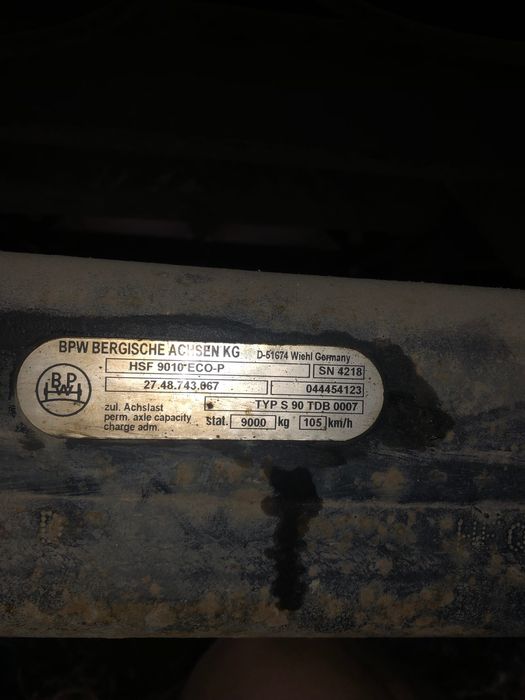 BPW BERGISCHE ACHSEN KG D-51674 Wiehl Germany
HSF 9010 ECO-P SN 4218
BPW
27.48.743.067 044454123
TYP S 90 TDB 0007
zul. Achslast
perm. axle capacity stat. 9000 kg 105 km/h
charge adm.